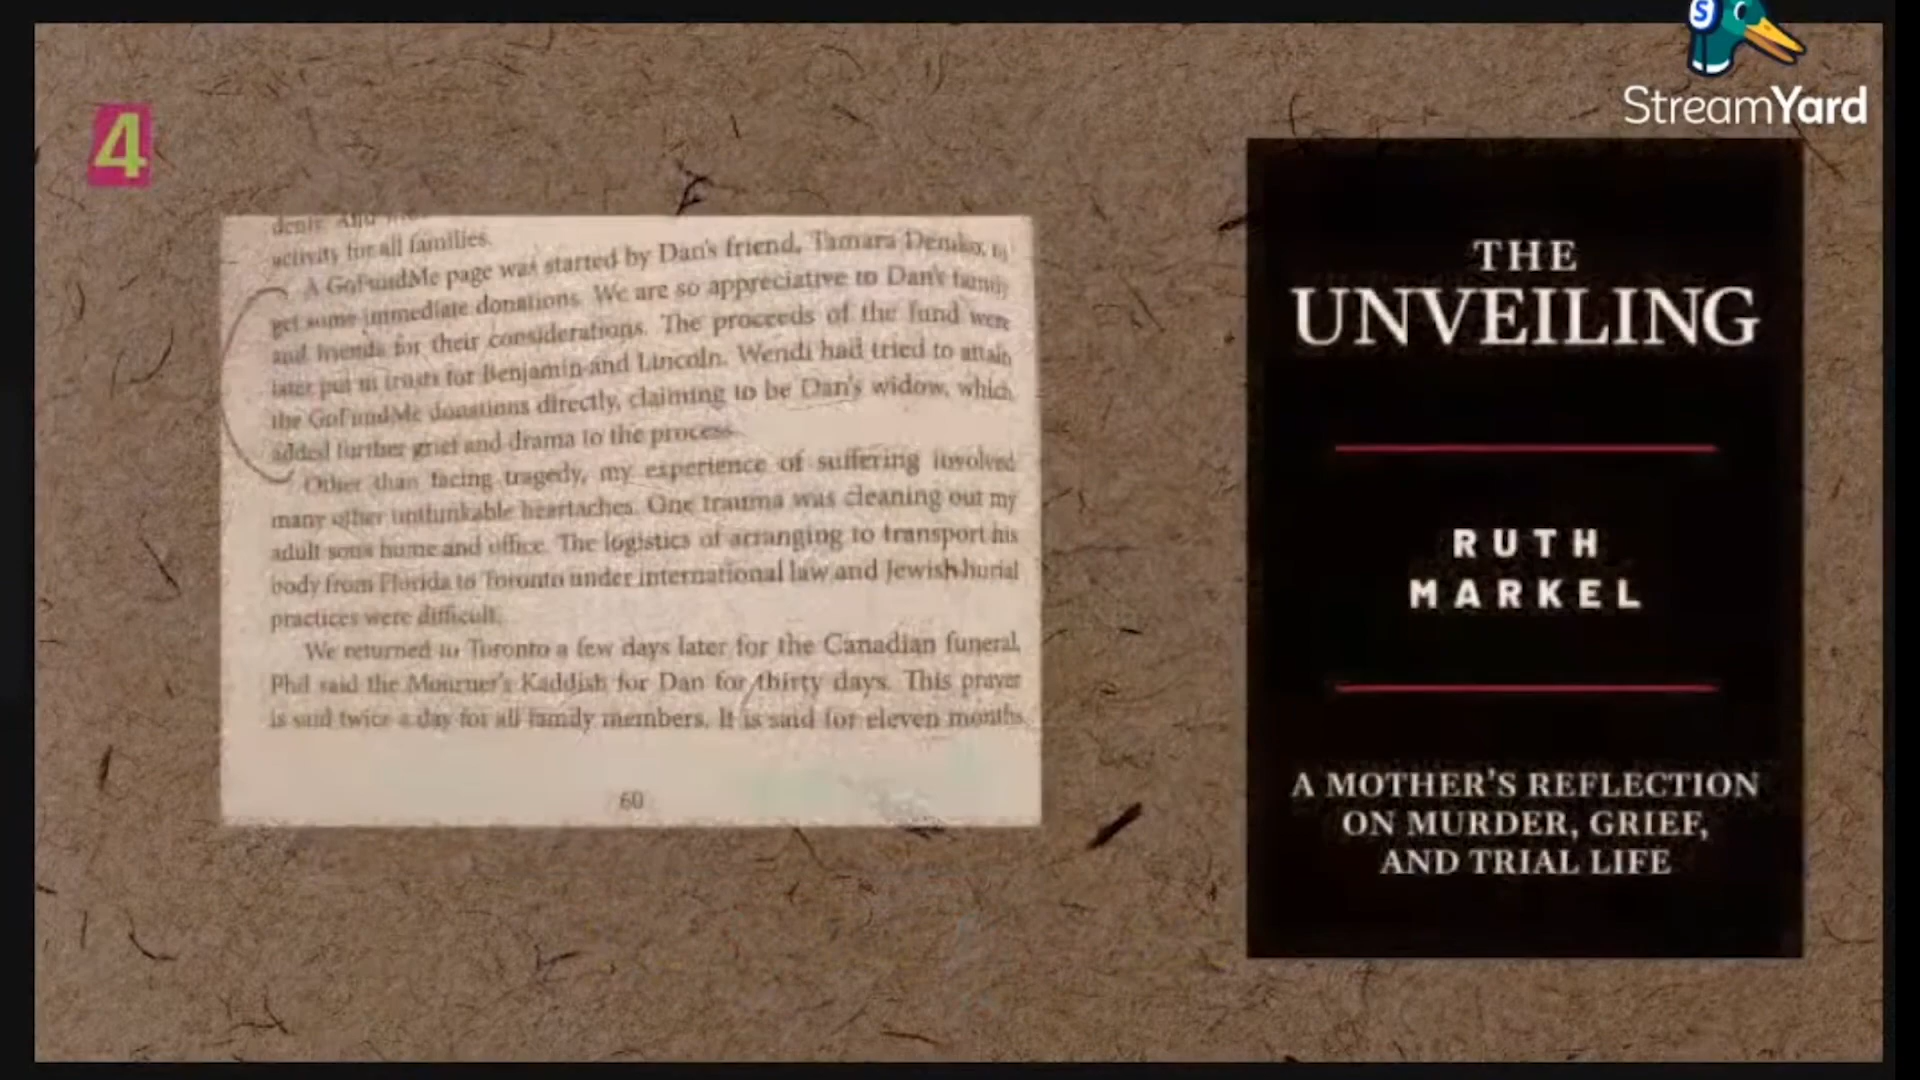 StreamYard
4
activity for all families.
A GoFundMe page was started by Dan's friend, Tamara Demko, to
get some immediate donations. We are so appreciative to Dan's family
and friends for their considerations. The proceeds of the fund were
later put in trusts for Benjamin and Lincoln. Wendi had tried to attain
the GoFundMe donations directly, claiming to be Dan's widow, which
added further grief and drama to the process.
Other than facing tragedy, my experience of suffering involved
many other unthinkable heartaches. One trauma was cleaning out my
adult sons home and office. The logistics of arranging to transport his
body from Florida to Toronto under international law and Jewish burial
practices were difficult.
We returned to Toronto a few days later for the Canadian funeral.
Phil said the Mourner's Kaddish for Dan for thirty days. This prayer
is said twice a day for all family members. It is said for eleven months
60
THE
UNVEILING
RUTH
MARKEL
A MOTHER'S REFLECTION
ON MURDER, GRIEF,
AND TRIAL LIFE